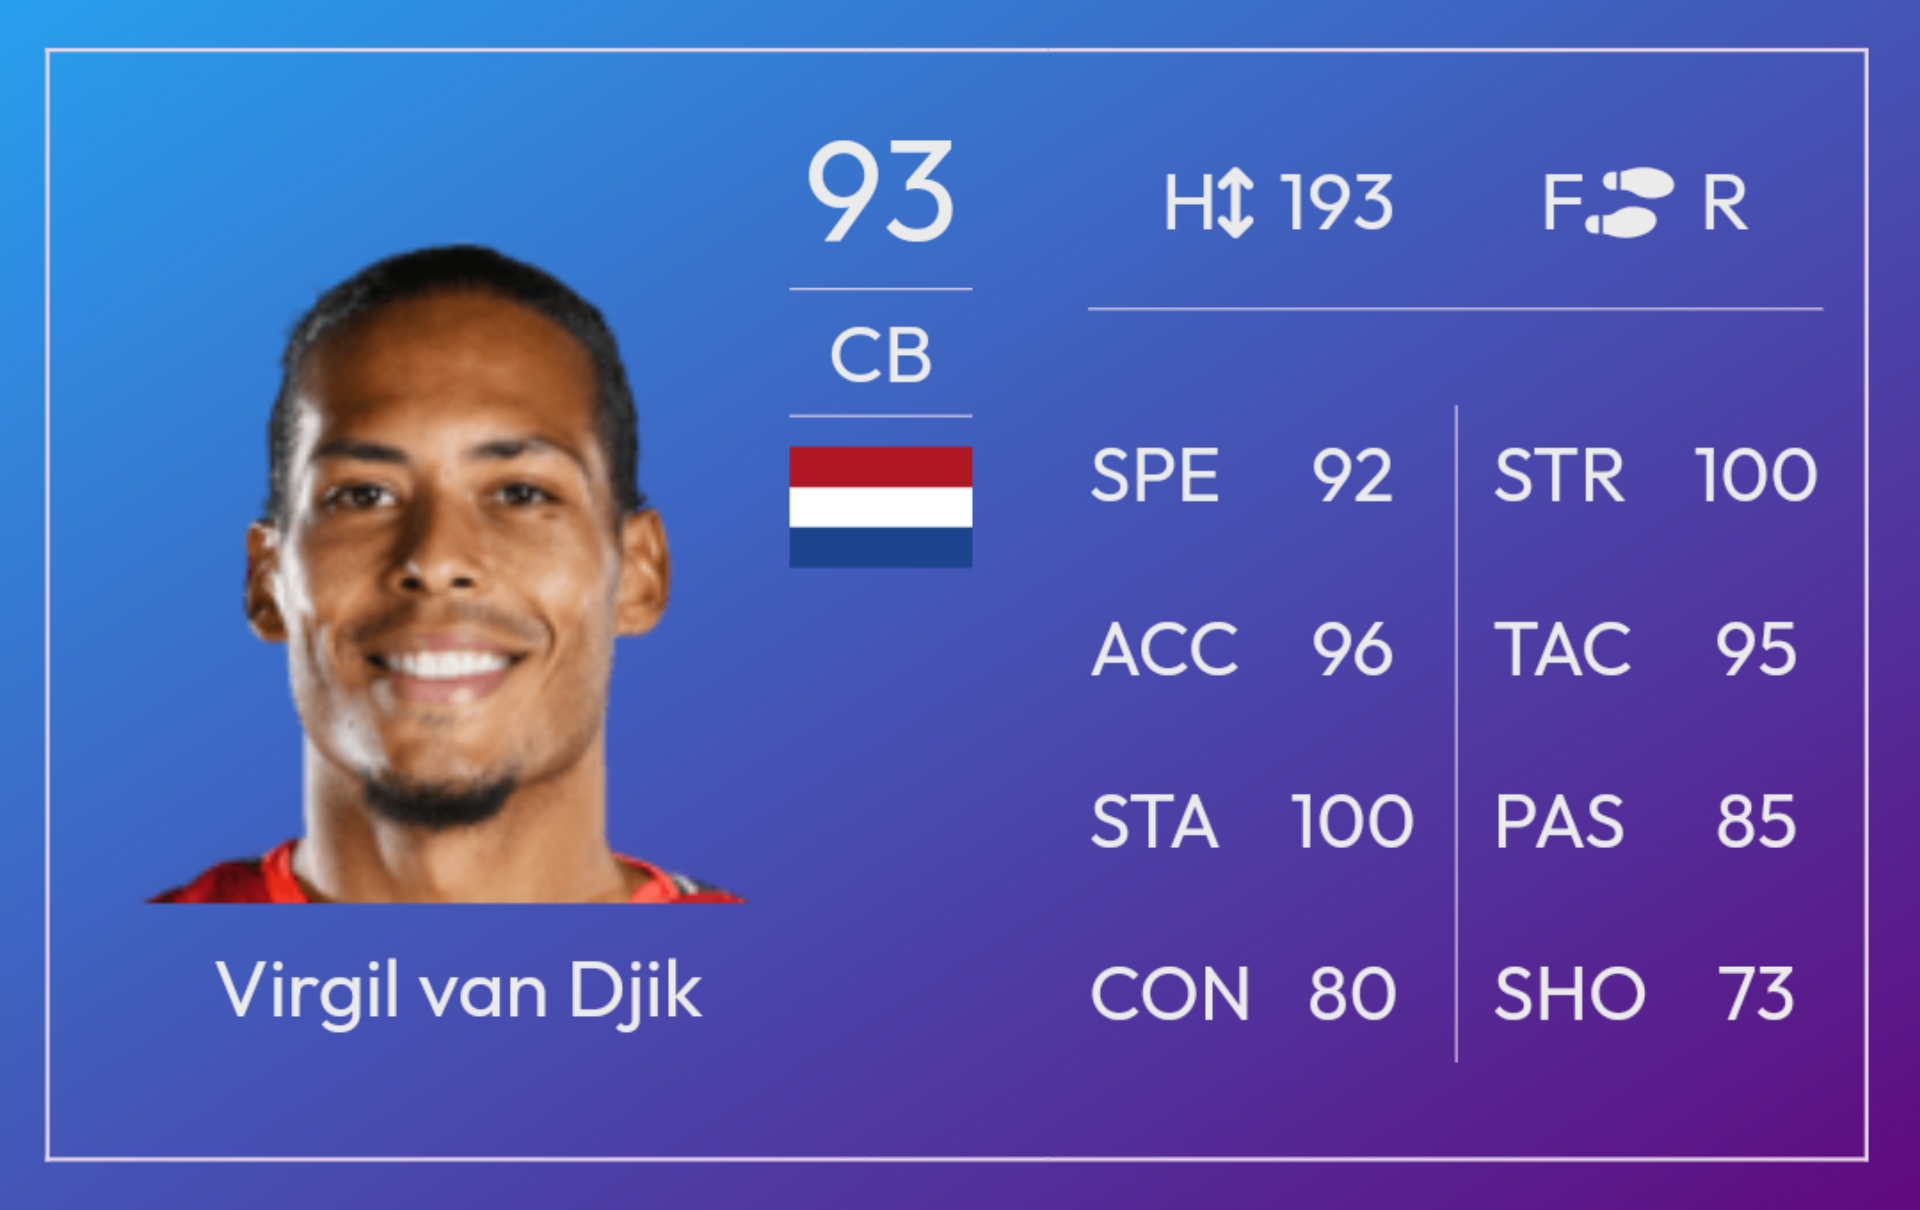 93
CB
Virgil van Djik
H 193 F R
SPE 92 STR 100
ACC 96 TAC 95
STA 100 PAS 85
CON 80 SHO 73